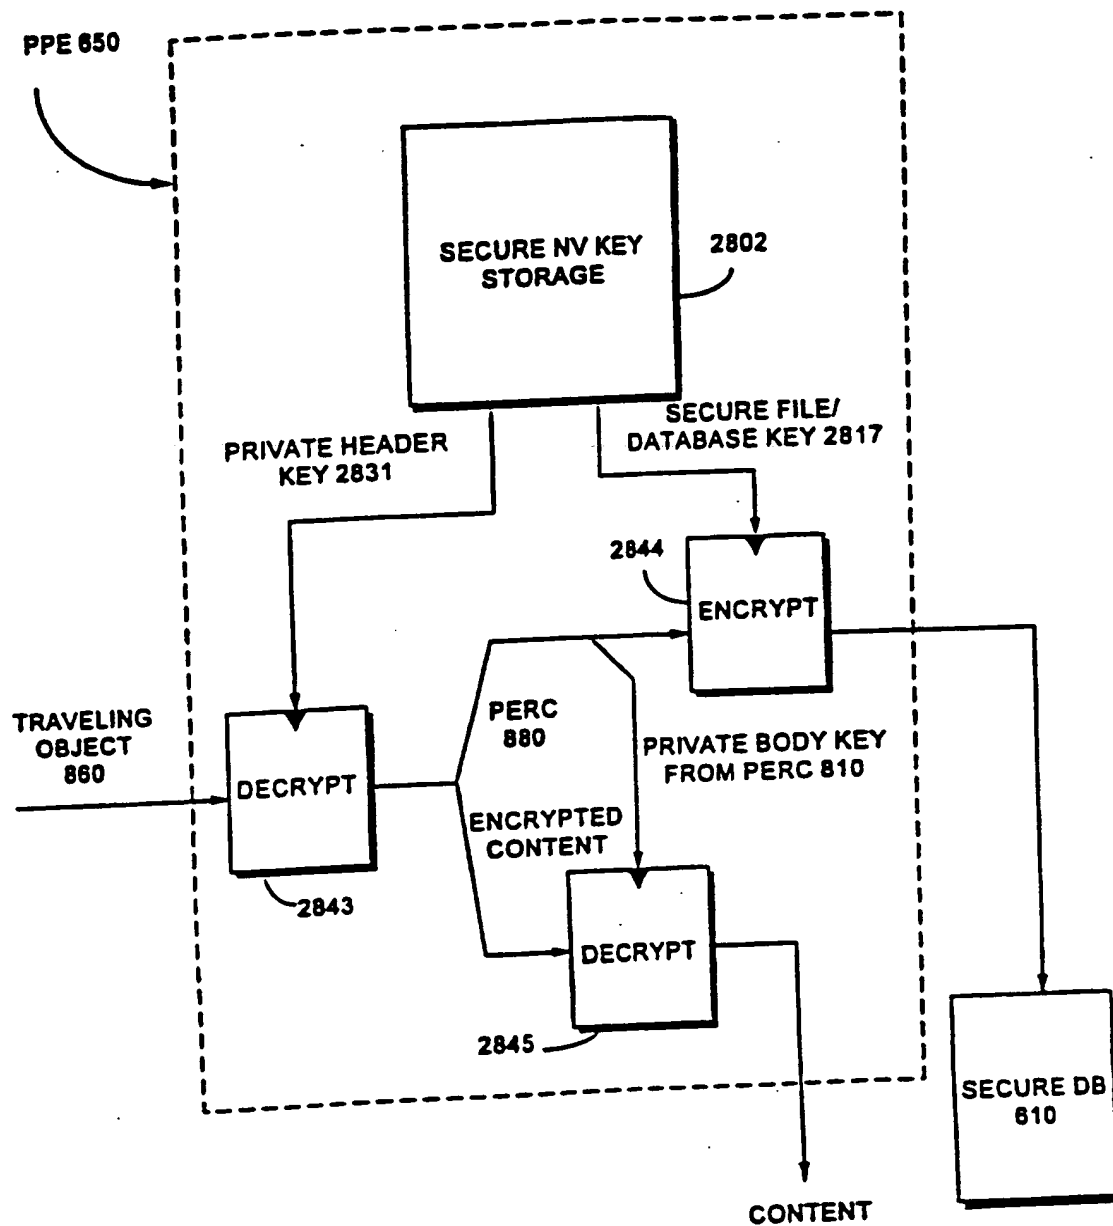 PPE 650
SECURE NV KEY
STORAGE
2802
SECURE FILE/
DATABASE KEY 2817
PRIVATE HEADER
KEY 2831
2844
ENCRYPT
TRAVELING
OBJECT
860
DECRYPT
PERC
880
PRIVATE BODY KEY
FROM PERC 810
ENCRYPTED
CONTENT
2843
DECRYPT
2845
SECURE DB
610
CONTENT